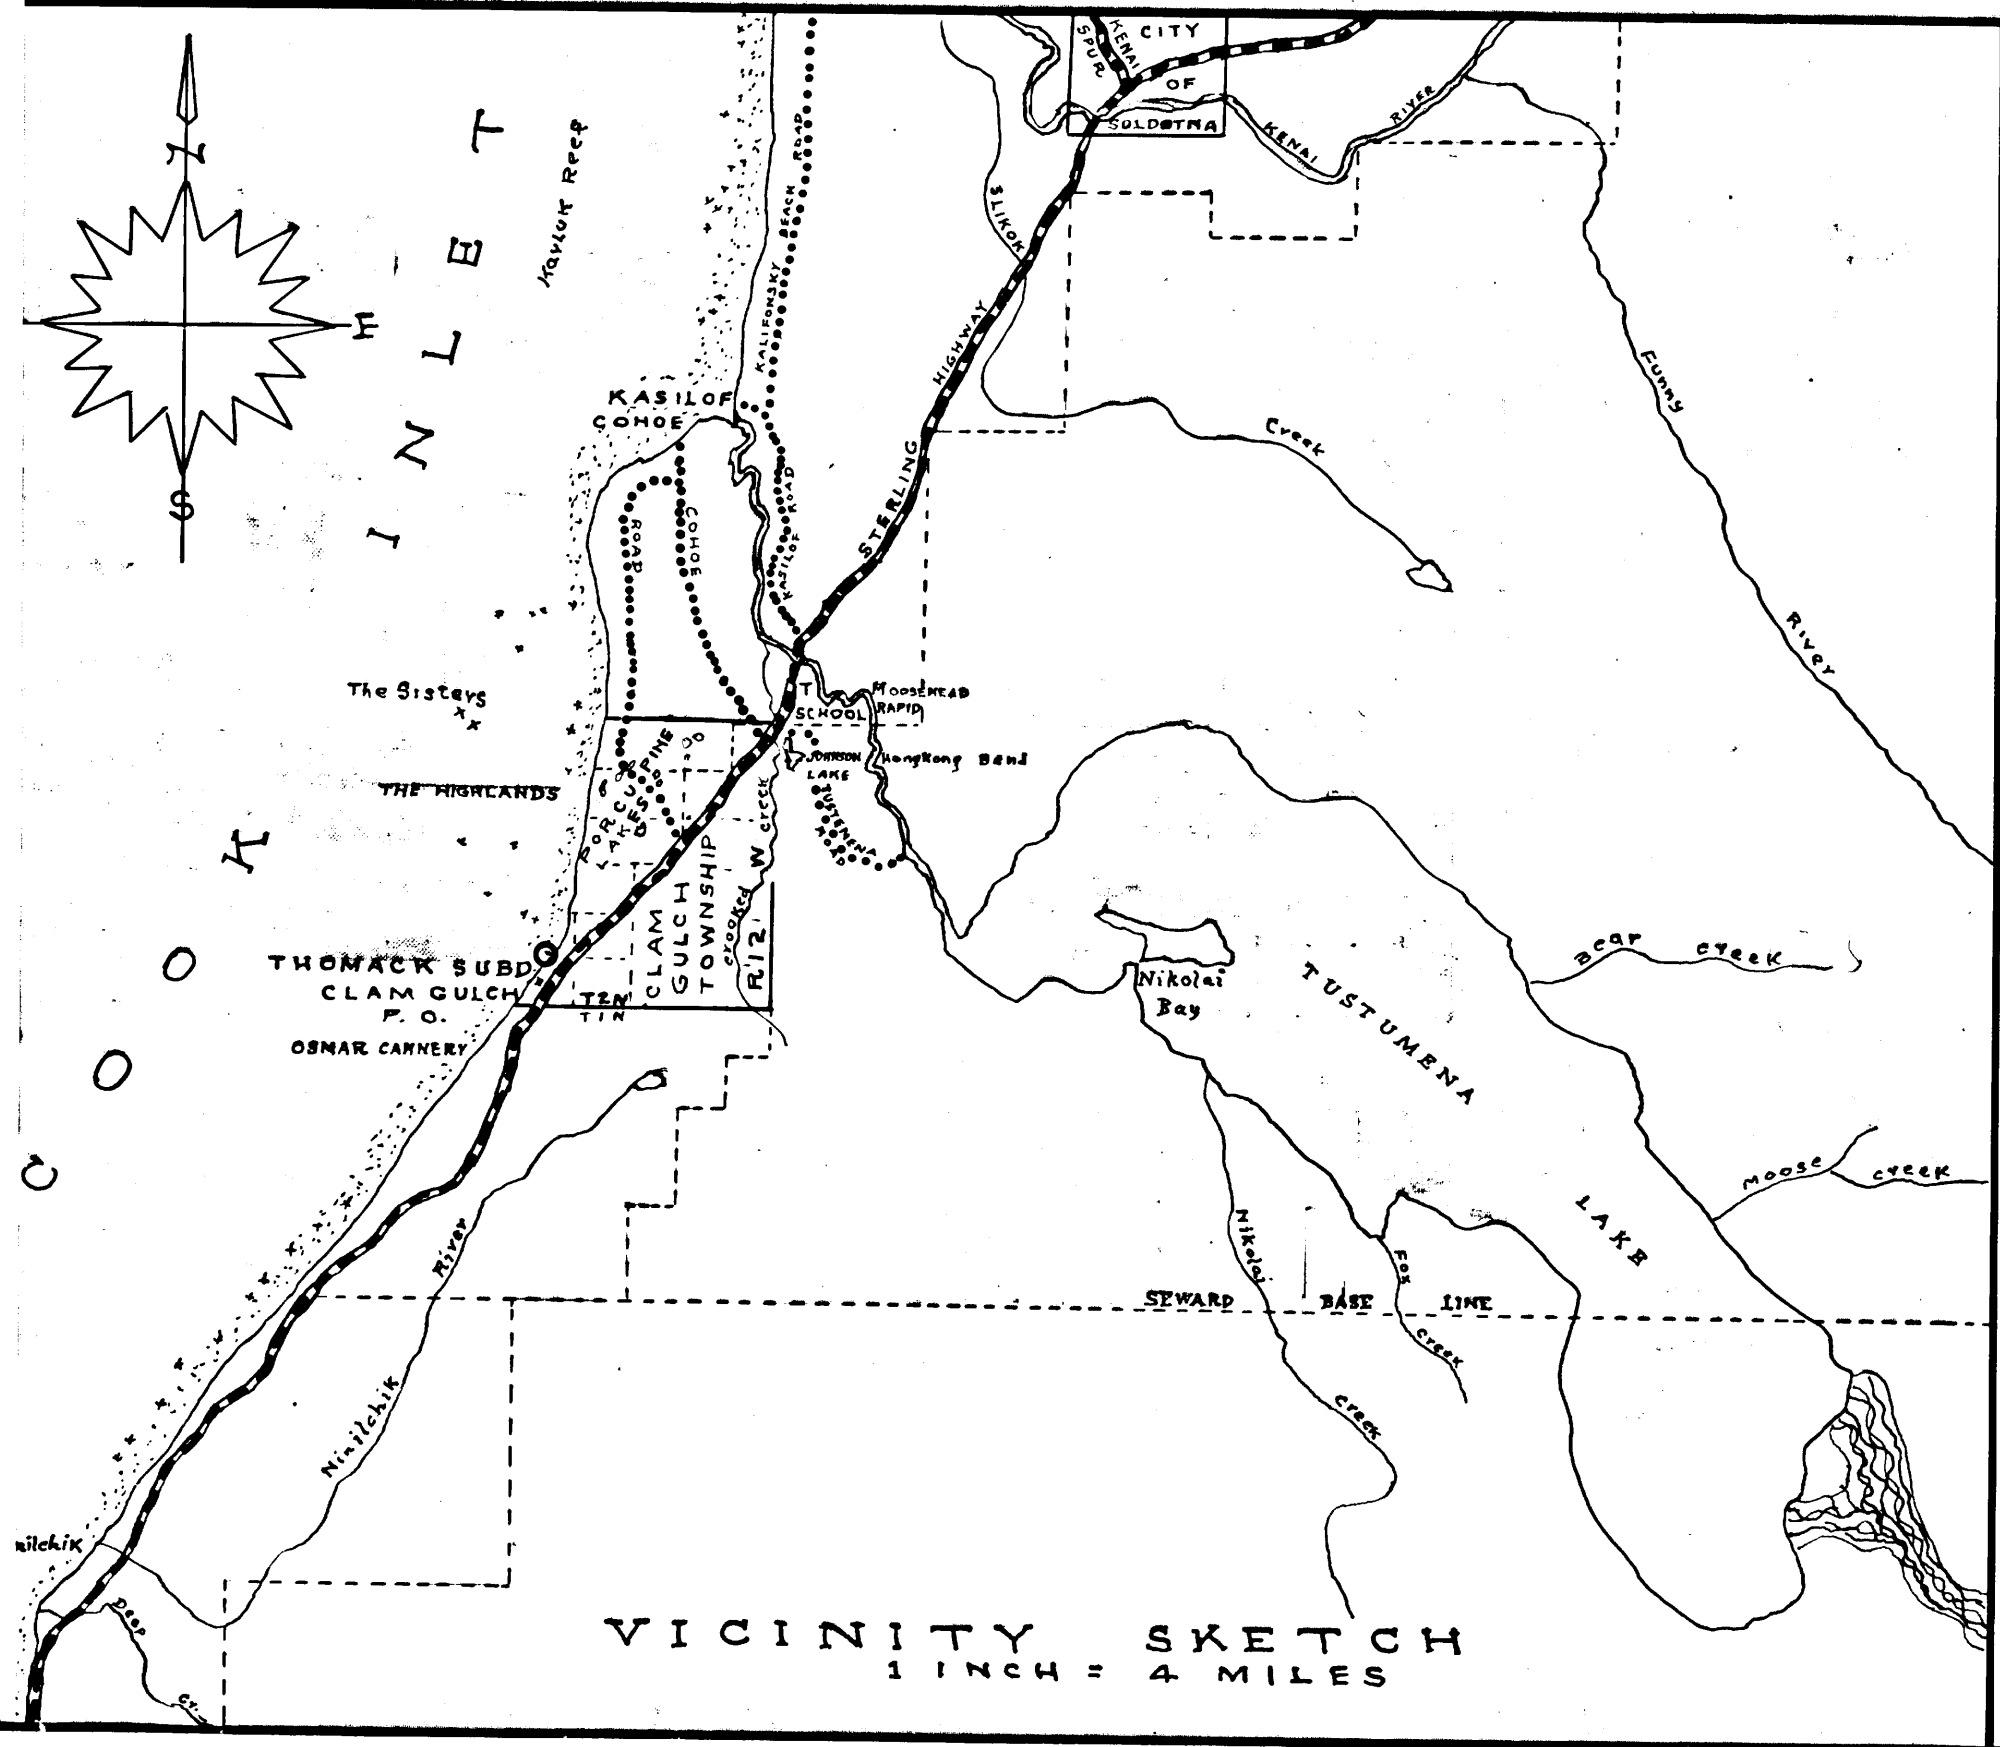 N
E
S
COOK INLET
Karluk Reef
KALIFONSKY BEACH ROAD
KENAI SPUR
CITY
OF
SOLDOTNA
KENAI RIVER
SLIKOK
Creek
STERLING HIGHWAY
Funny River
KASILOF
COHOE
COHOE ROAD
KASILOF ROAD
The Sisters
THE HIGHLANDS
T
SCHOOL
MOOSEHEAD
RAPID
JOHNSON
LAKE
Hongkong Bend
TUSTEMENA
ROAD
PORCUPINE
LAKES
CLAM
GULCH
TOWNSHIP
Crooked Creek
R12 W
T2N
T1N
THOMACK SUBD
CLAM GULCH
P. O.
OSMAR CANNERY
Nikolai
Bay
TUSTUMENA LAKE
Bear Creek
Moose Creek
Nikolai Creek
Fox Creek
SEWARD BASE LINE
Ninilchik River
nilchik
Deep Cr.
VICINITY SKETCH
1 INCH = 4 MILES